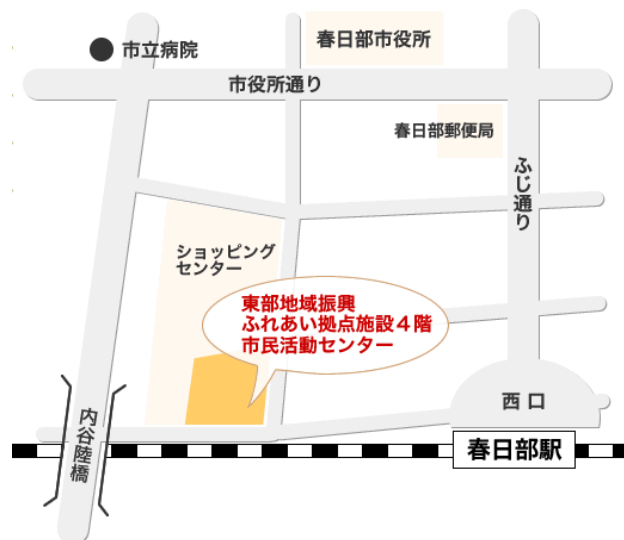 春日部市役所
市立病院
市役所通り
春日部郵便局
ふじ通り
ショッピング
センター
東部地域振興
ふれあい拠点施設４階
市民活動センター
西口
内谷陸橋
春日部駅